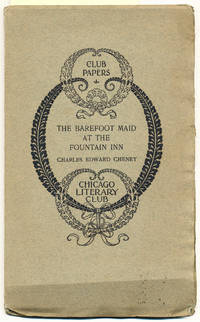 CLUB
PAPERS
THE BAREFOOT MAID
AT THE
FOUNTAIN INN
CHARLES EDWARD CHENEY
CHICAGO
LITERARY
CLUB